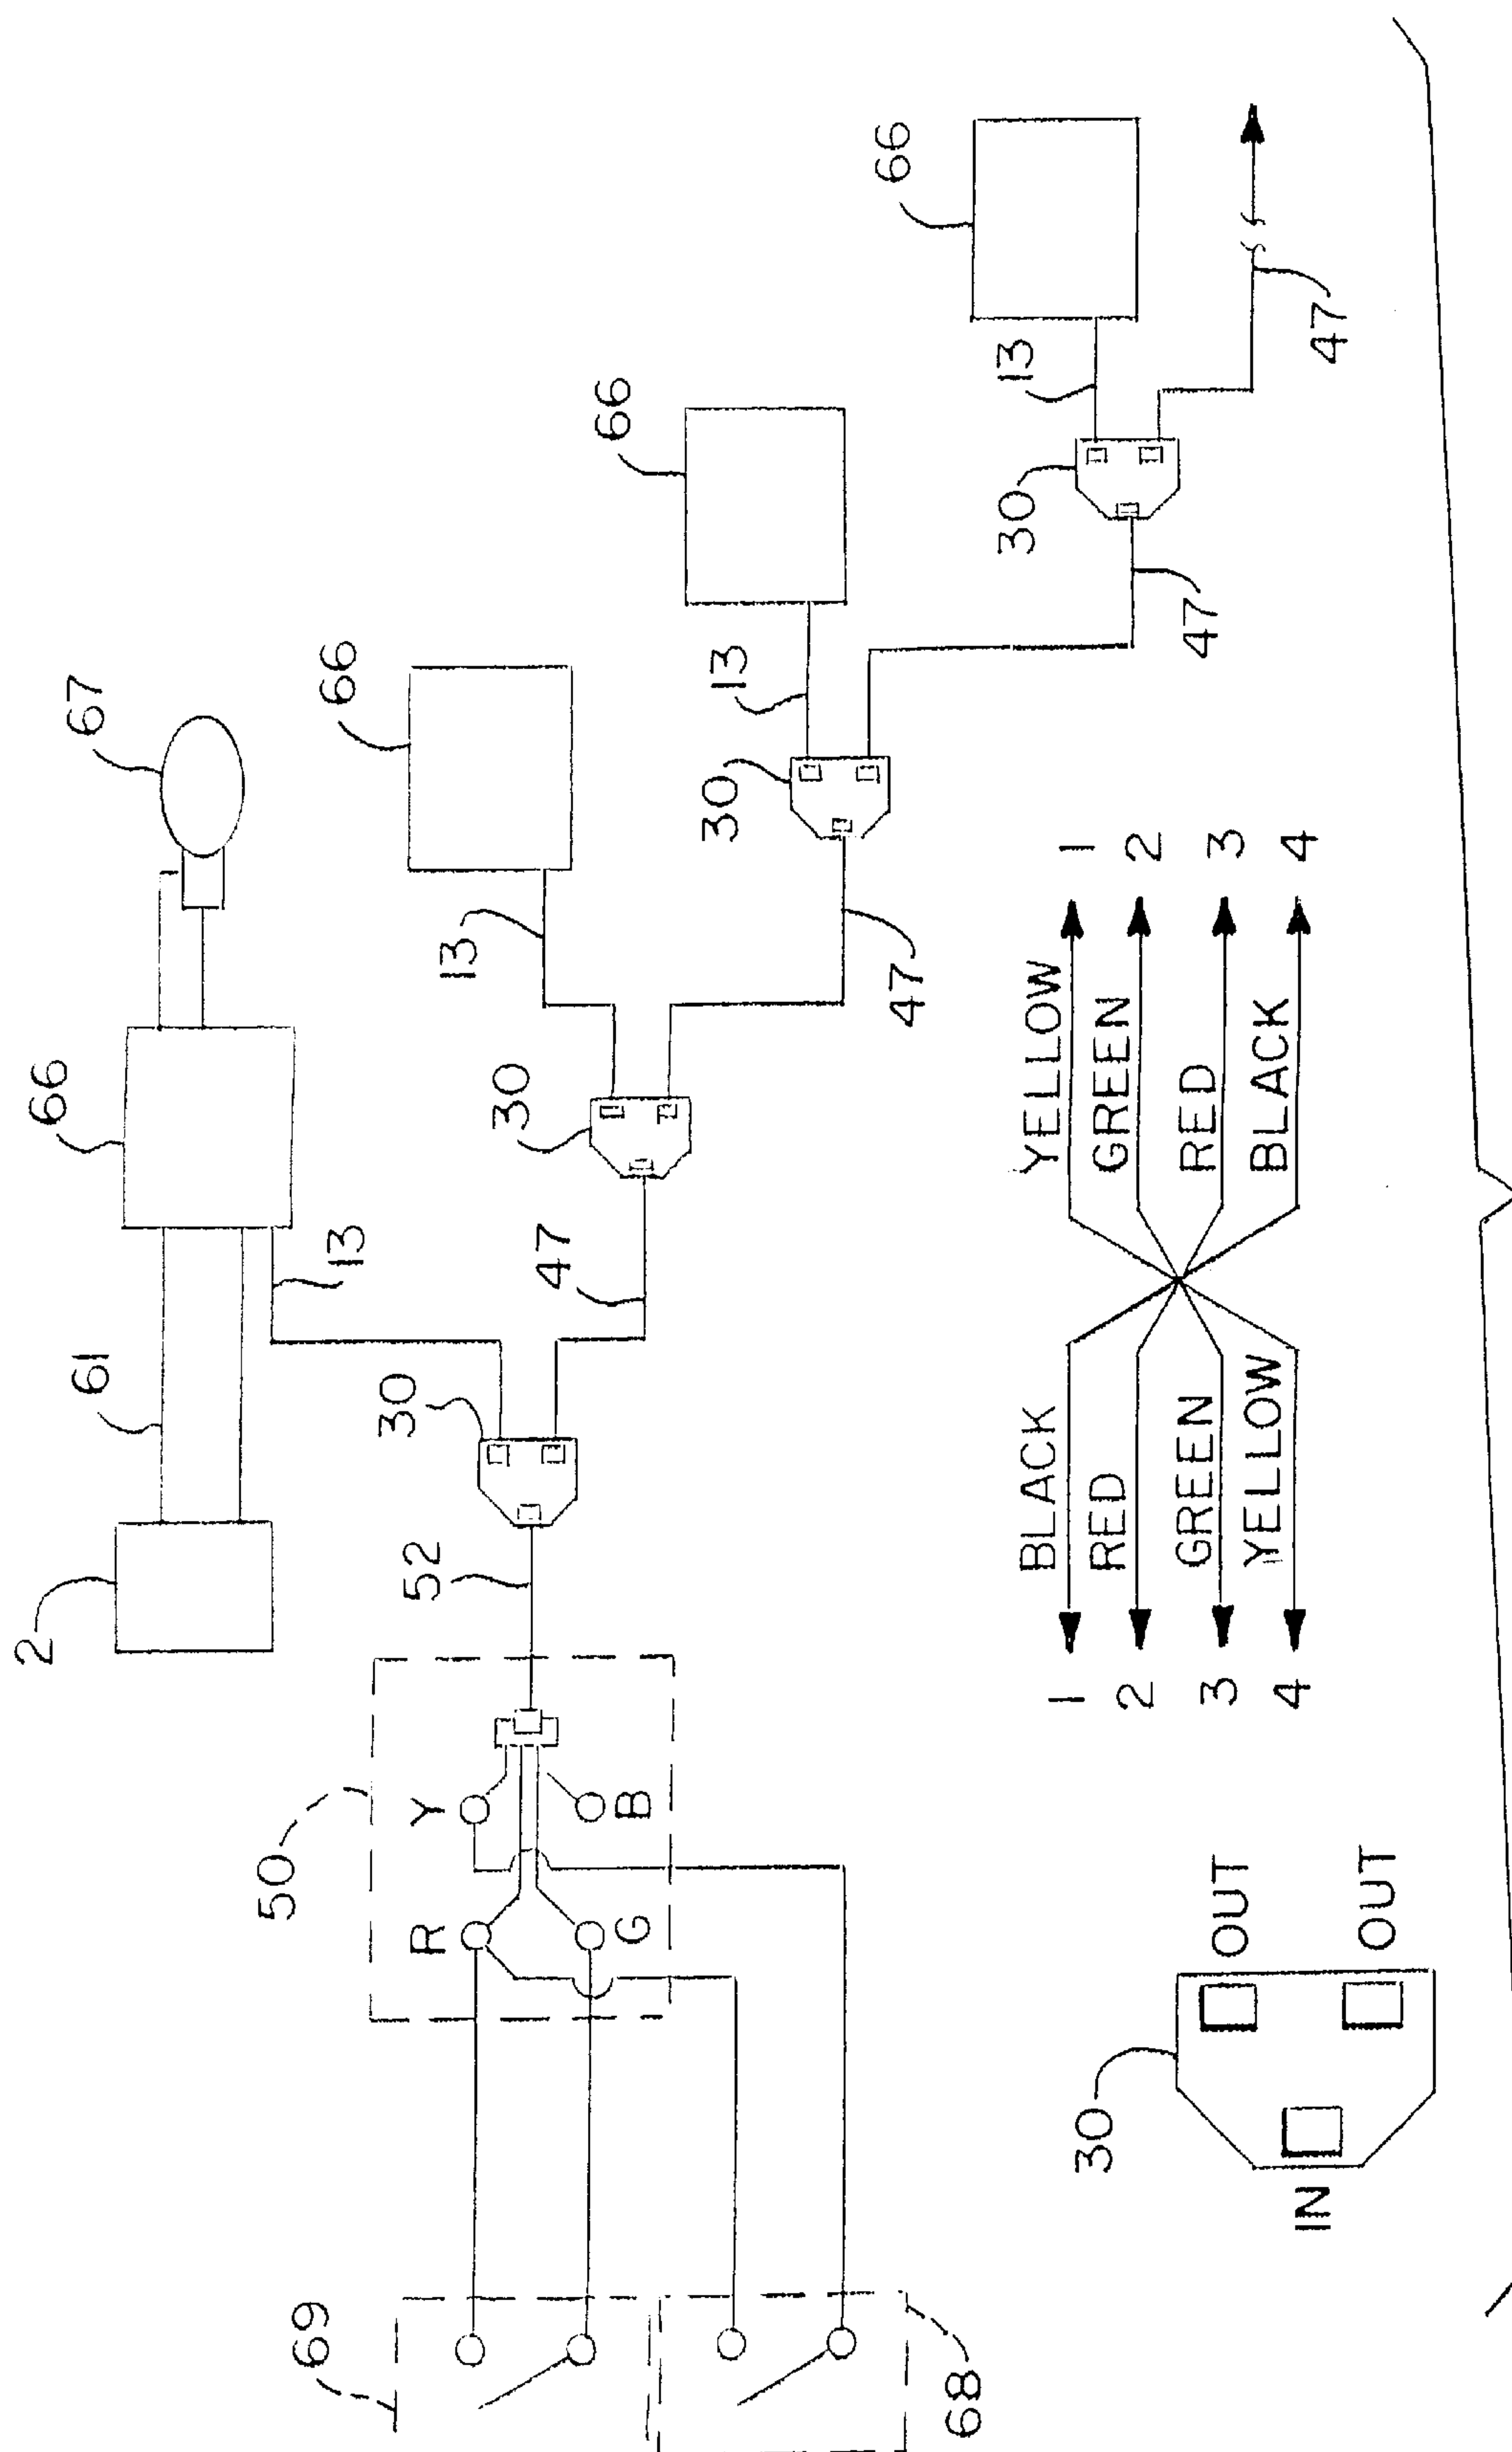 2
61
66
67
13
66
13
66
13
66
13
30
30
30
30
47
47
47
47
52
50
Y
B
R
G
69
68
1 BLACK YELLOW 1
2 RED GREEN 2
3 GREEN RED 3
4 YELLOW BLACK 4
30
IN
OUT
OUT